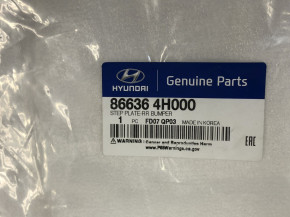 HYUNDAI
Genuine Parts
86636 4H000
STEP PLATE-RR BUMPER
1 PC FD07 QP03 MADE IN KOREA
EAC
WARNING: Cancer and Reproductive Harm
www.P65Warnings.ca.gov